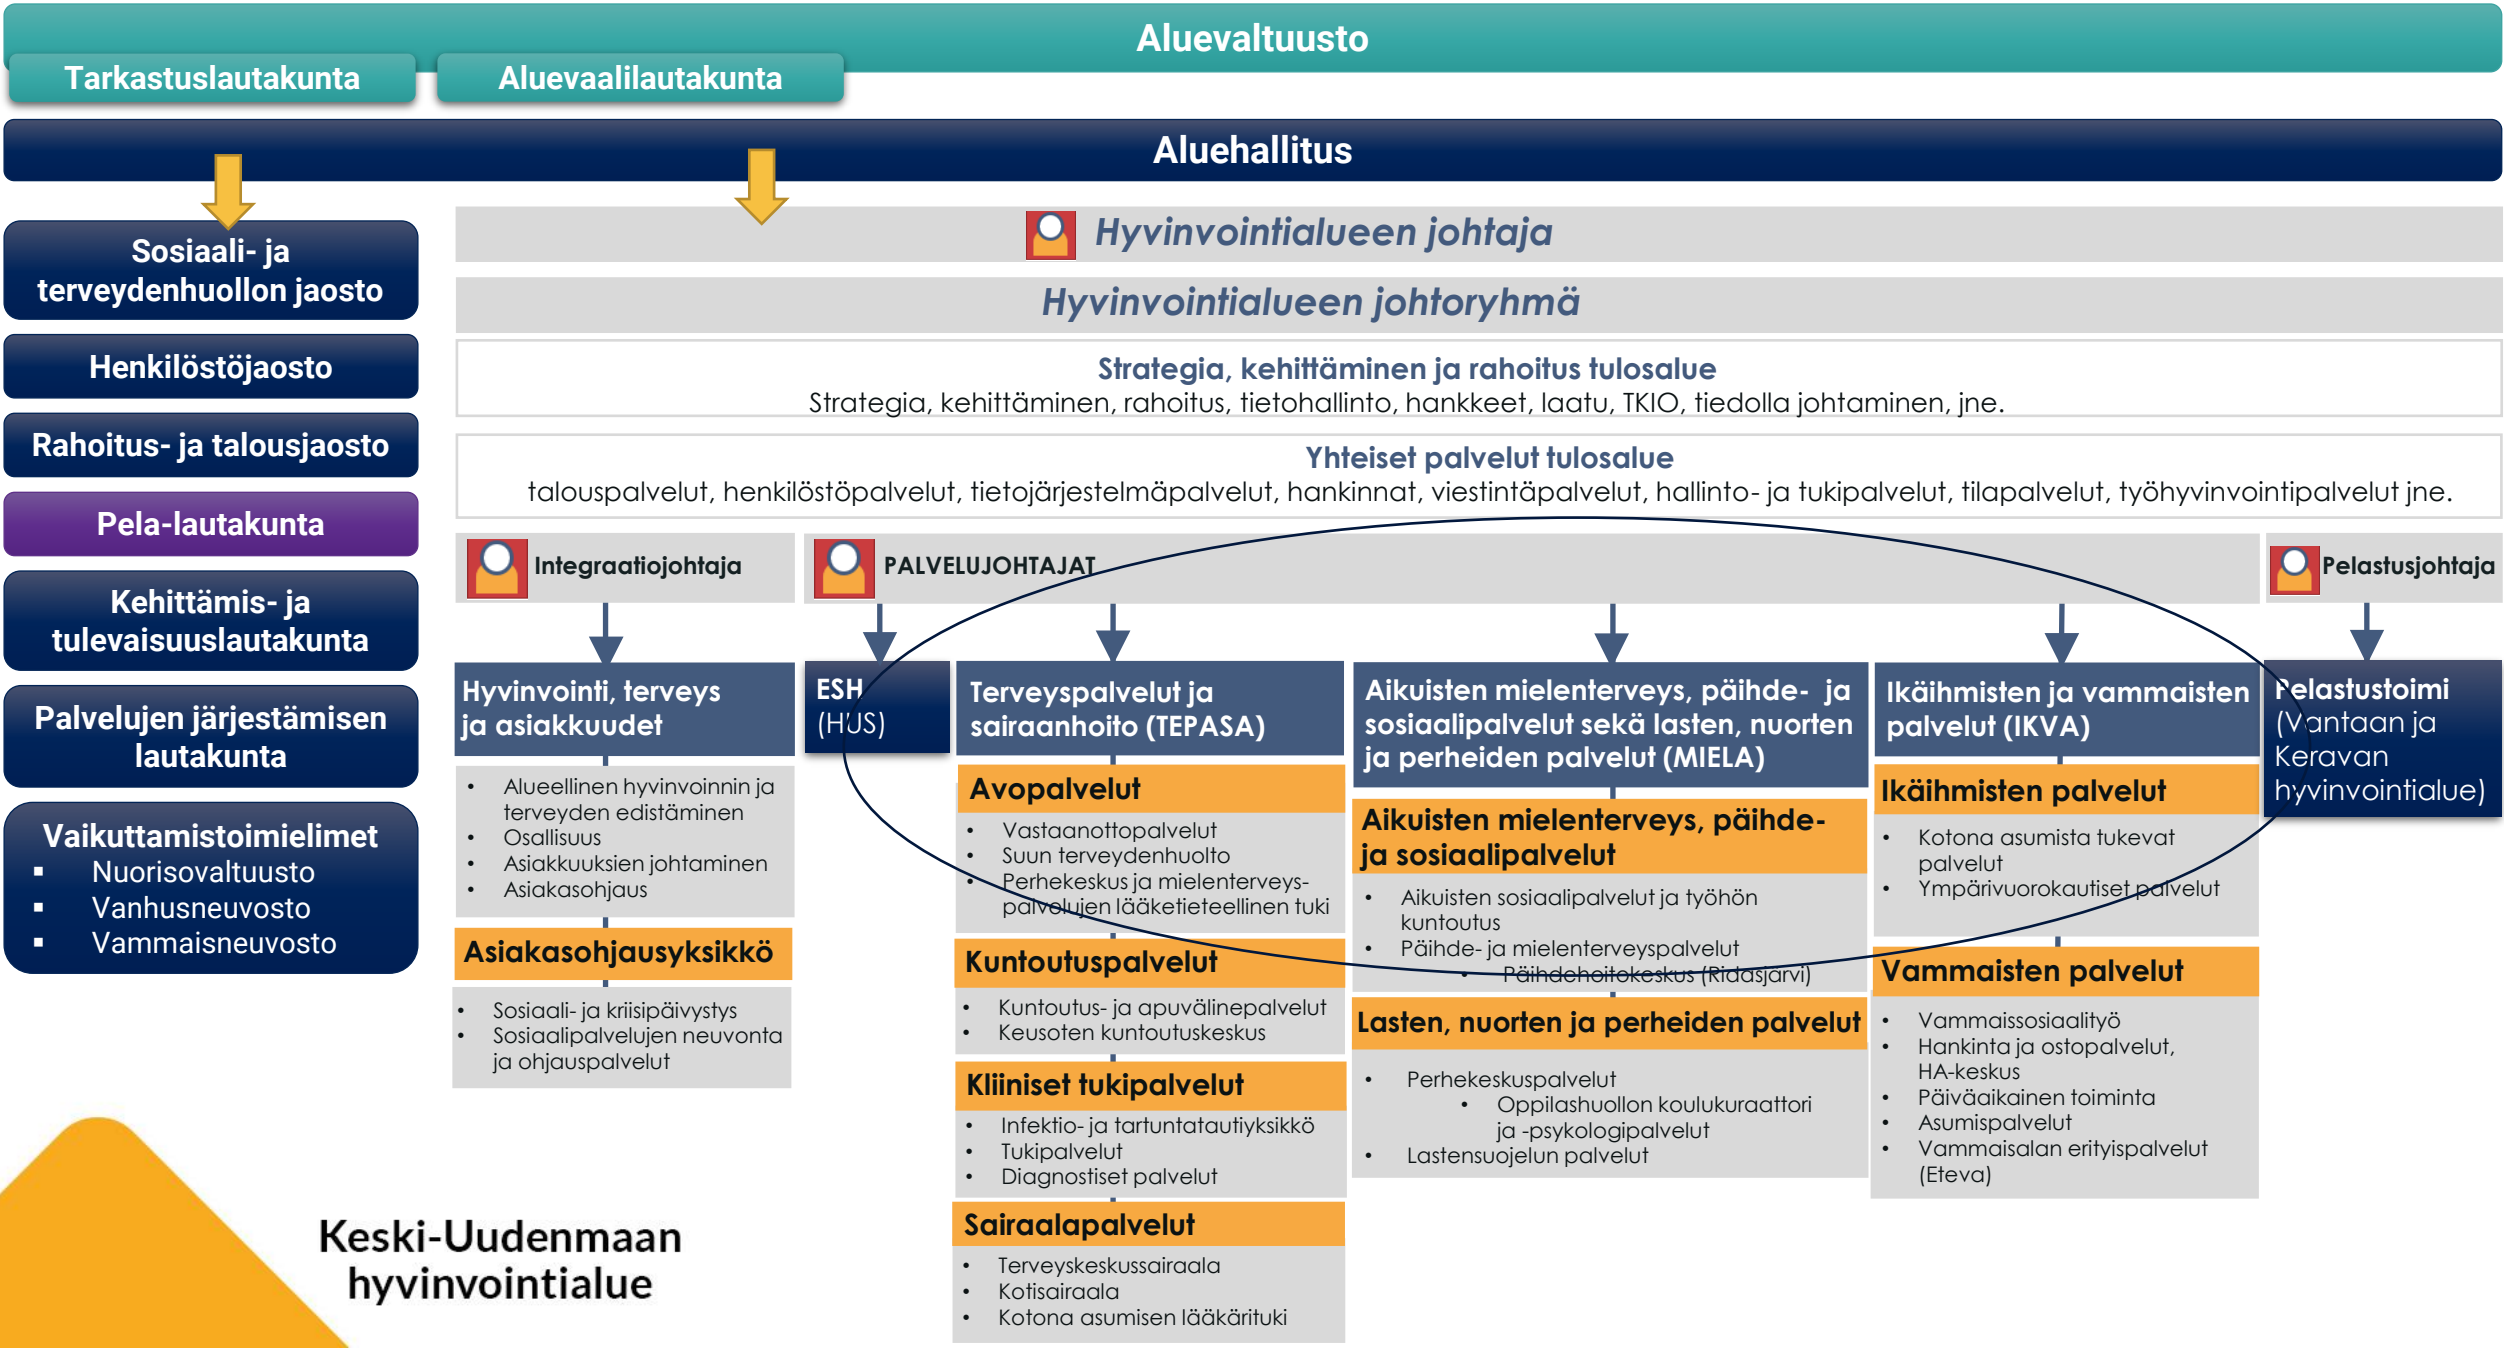 Aluevaltuusto
Tarkastuslautakunta
Aluevaalilautakunta
Aluehallitus
Sosiaali- ja
terveydenhuollon jaosto
Henkilöstöjaosto
Rahoitus- ja talousjaosto
Pela-lautakunta
Kehittämis- ja
tulevaisuuslautakunta
Palvelujen järjestämisen
lautakunta
Vaikuttamistoimielimet
▪ Nuorisovaltuusto
▪ Vanhusneuvosto
▪ Vammaisneuvosto
Hyvinvointialueen johtaja
Hyvinvointialueen johtoryhmä
Strategia, kehittäminen ja rahoitus tulosalue
Strategia, kehittäminen, rahoitus, tietohallinto, hankkeet, laatu, TKIO, tiedolla johtaminen, jne.
Yhteiset palvelut tulosalue
talouspalvelut, henkilöstöpalvelut, tietojärjestelmäpalvelut, hankinnat, viestintäpalvelut, hallinto- ja tukipalvelut, tilapalvelut, työhyvinvointipalvelut jne.
Integraatiojohtaja
PALVELUJOHTAJAT
Pelastusjohtaja
Hyvinvointi, terveys
ja asiakkuudet
• Alueellinen hyvinvoinnin ja
terveyden edistäminen
• Osallisuus
• Asiakkuuksien johtaminen
• Asiakasohjaus
Asiakasohjausyksikkö
• Sosiaali- ja kriisipäivystys
• Sosiaalipalvelujen neuvonta
ja ohjauspalvelut
ESH
(HUS)
Terveyspalvelut ja
sairaanhoito (TEPASA)
Avopalvelut
• Vastaanottopalvelut
• Suun terveydenhuolto
• Perhekeskus ja mielenterveys-
palvelujen lääketieteellinen tuki
Kuntoutuspalvelut
• Kuntoutus- ja apuvälinepalvelut
• Keusoten kuntoutuskeskus
Kliiniset tukipalvelut
• Infektio- ja tartuntatautiyksikkö
• Tukipalvelut
• Diagnostiset palvelut
Sairaalapalvelut
• Terveyskeskussairaala
• Kotisairaala
• Kotona asumisen lääkärituki
Aikuisten mielenterveys, päihde- ja
sosiaalipalvelut sekä lasten, nuorten
ja perheiden palvelut (MIELA)
Aikuisten mielenterveys, päihde-
ja sosiaalipalvelut
• Aikuisten sosiaalipalvelut ja työhön
kuntoutus
• Päihde- ja mielenterveyspalvelut
• Päihdehoitokeskus (Ridasjärvi)
Lasten, nuorten ja perheiden palvelut
• Perhekeskuspalvelut
• Oppilashuollon koulukuraattori
ja -psykologipalvelut
• Lastensuojelun palvelut
Ikäihmisten ja vammaisten
palvelut (IKVA)
Ikäihmisten palvelut
• Kotona asumista tukevat
palvelut
• Ympärivuorokautiset palvelut
Vammaisten palvelut
• Vammaissosiaalityö
• Hankinta ja ostopalvelut,
HA-keskus
• Päiväaikainen toiminta
• Asumispalvelut
• Vammaisalan erityispalvelut
(Eteva)
Pelastustoimi
(Vantaan ja
Keravan
hyvinvointialue)
Keski-Uudenmaan
hyvinvointialue